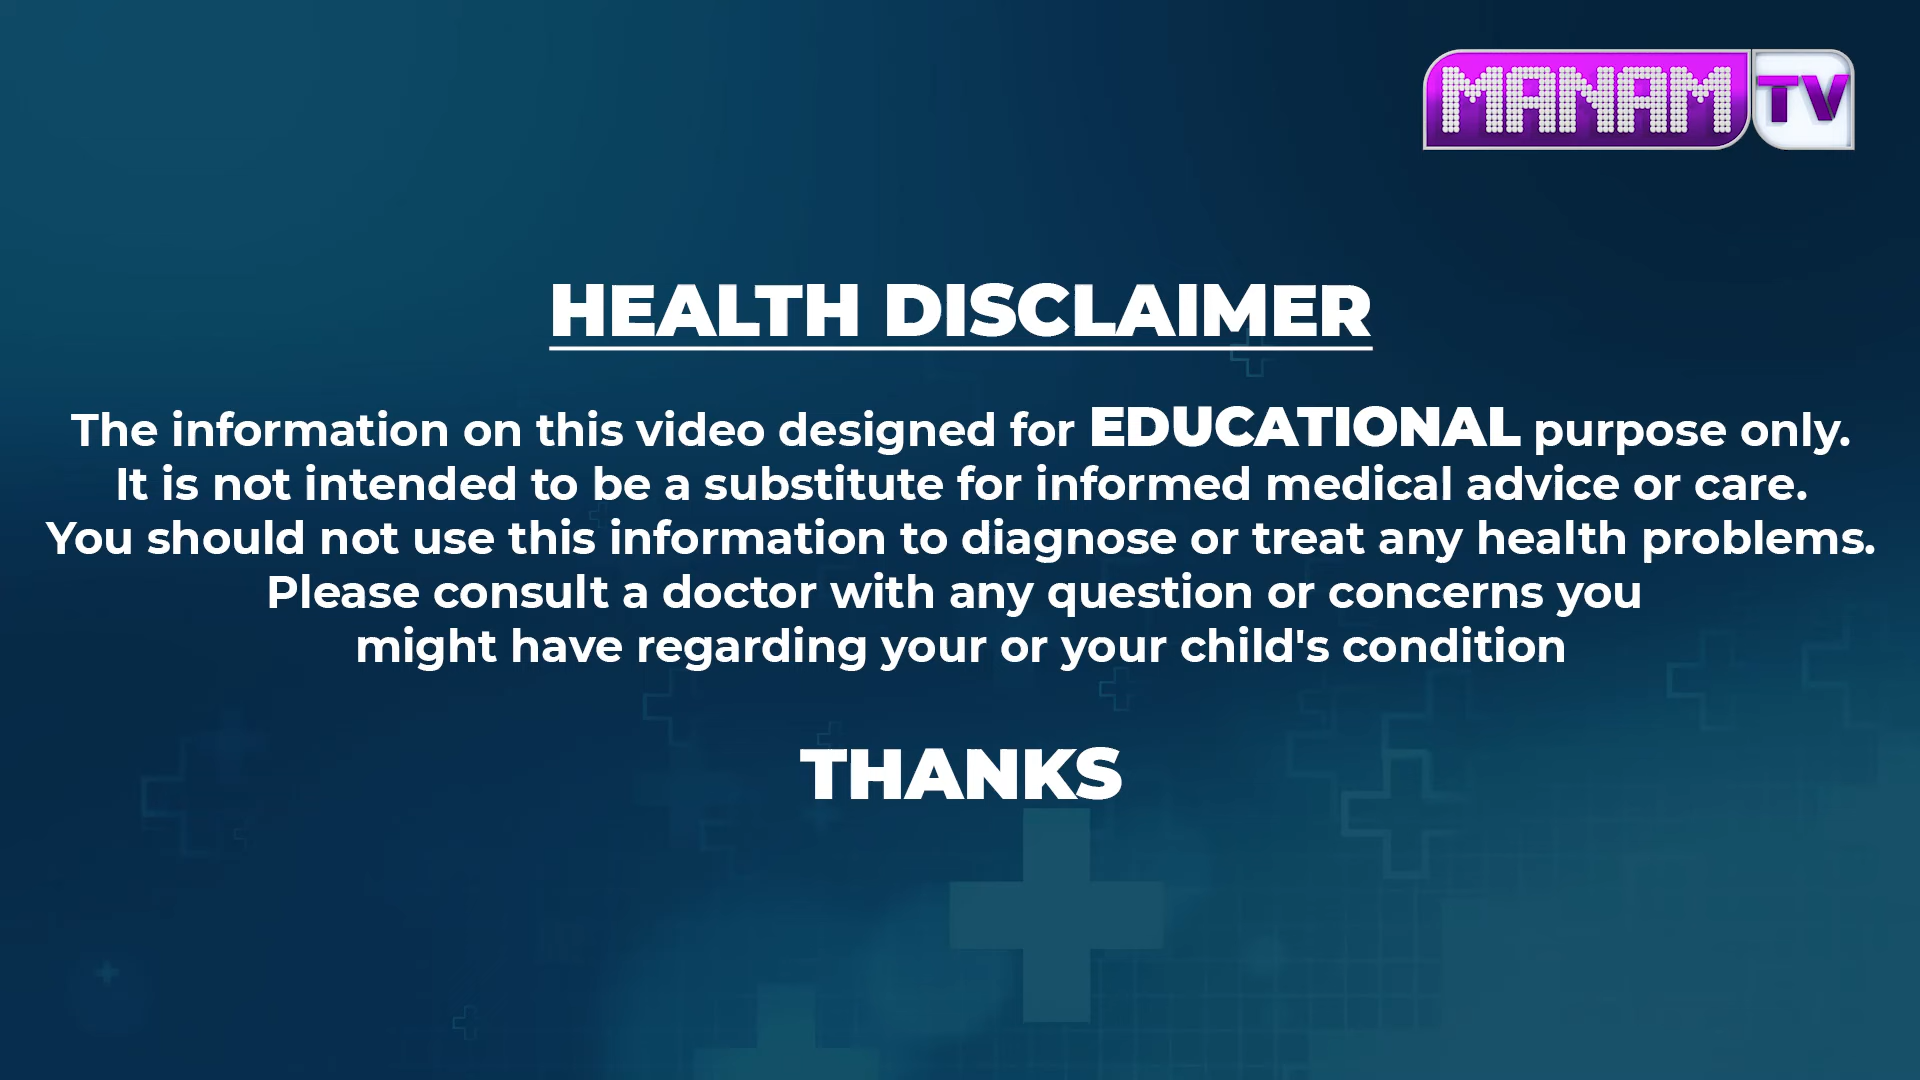 MANAM TV
HEALTH DISCLAIMER
The information on this video designed for EDUCATIONAL purpose only.
It is not intended to be a substitute for informed medical advice or care.
You should not use this information to diagnose or treat any health problems.
Please consult a doctor with any question or concerns you
might have regarding your or your child's condition
THANKS